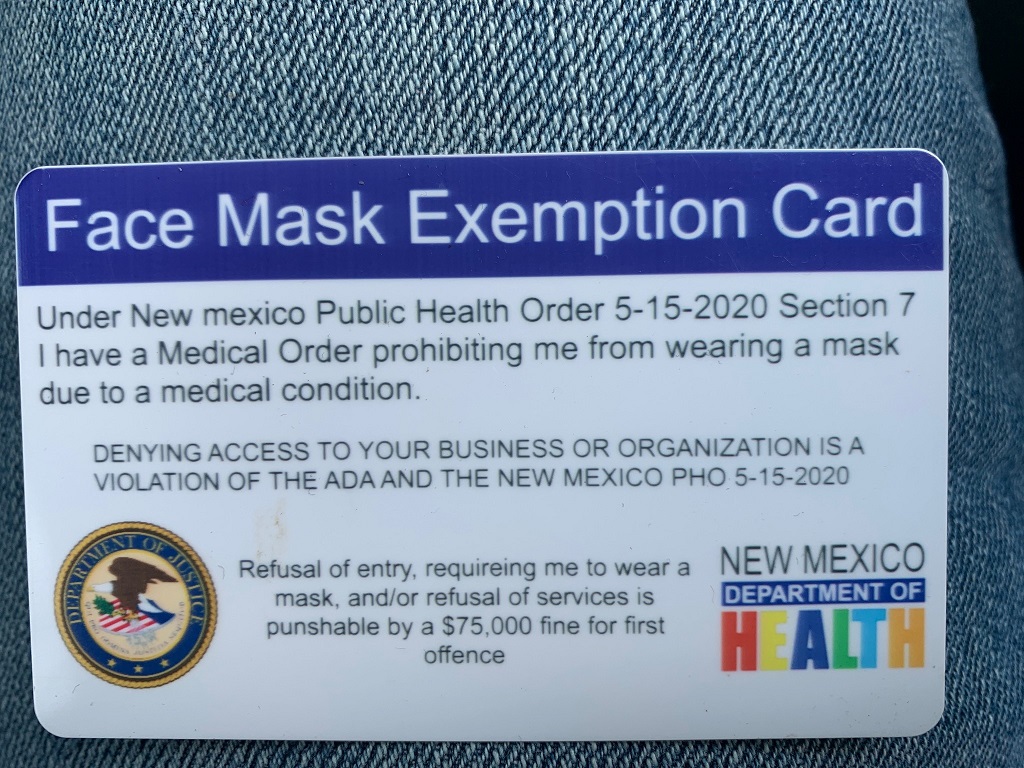 Face Mask Exemption Card
Under New mexico Public Health Order 5-15-2020 Section 7
I have a Medical Order prohibiting me from wearing a mask
due to a medical condition.
DENYING ACCESS TO YOUR BUSINESS OR ORGANIZATION IS A
VIOLATION OF THE ADA AND THE NEW MEXICO PHO 5-15-2020
DEPARTMENT OF JUSTICE
Refusal of entry, requireing me to wear a
mask, and/or refusal of services is
punishable by a $75,000 fine for first
offence
NEW MEXICO
DEPARTMENT OF
HEALTH